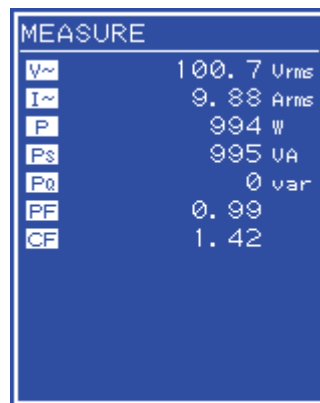 MEASURE
V~ 100.7 Vrms
I~ 9.88 Arms
P 994 W
PS 995 VA
PQ 0 var
PF 0.99
CF 1.42